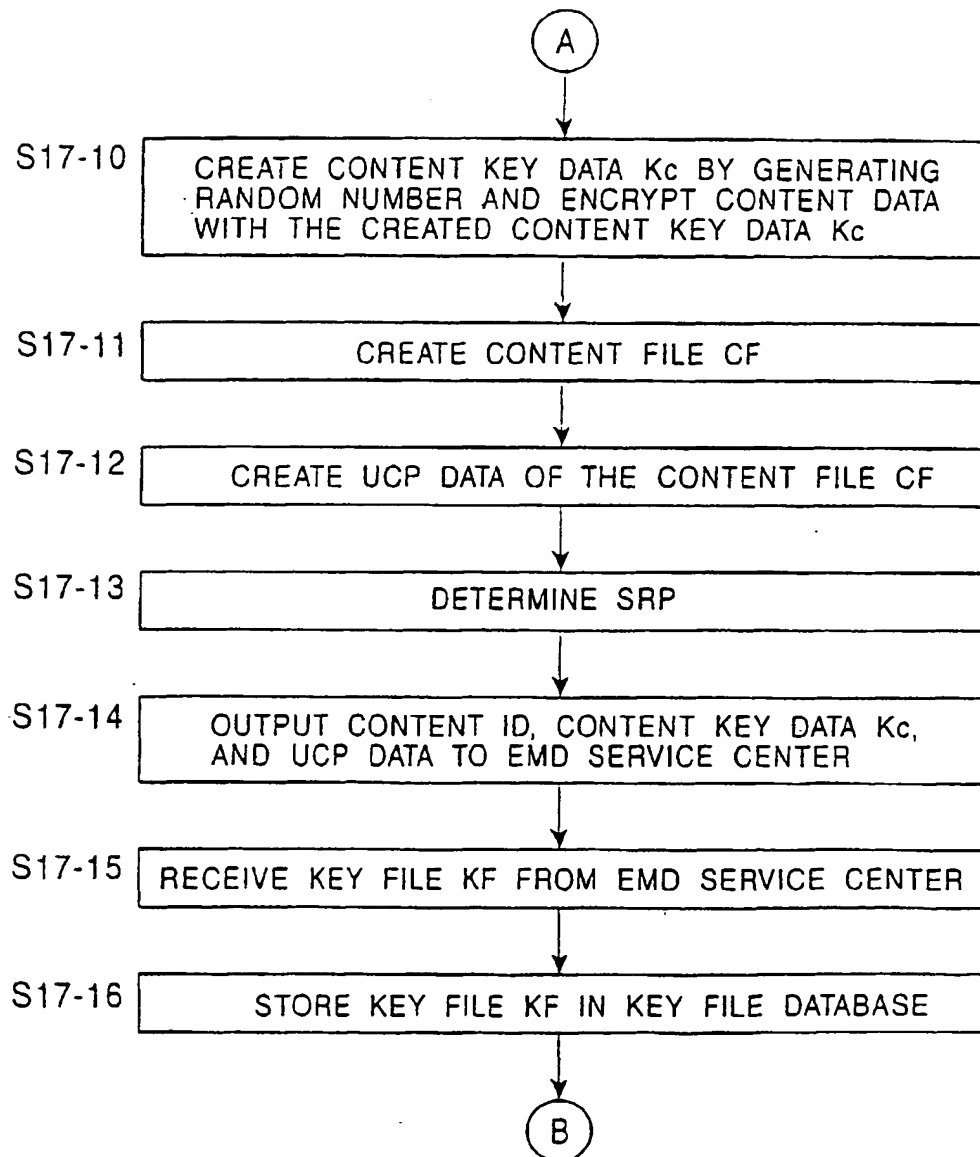 A
S17-10
CREATE CONTENT KEY DATA Kc BY GENERATING
RANDOM NUMBER AND ENCRYPT CONTENT DATA
WITH THE CREATED CONTENT KEY DATA Kc
S17-11
CREATE CONTENT FILE CF
S17-12
CREATE UCP DATA OF THE CONTENT FILE CF
S17-13
DETERMINE SRP
S17-14
OUTPUT CONTENT ID, CONTENT KEY DATA Kc,
AND UCP DATA TO EMD SERVICE CENTER
S17-15
RECEIVE KEY FILE KF FROM EMD SERVICE CENTER
S17-16
STORE KEY FILE KF IN KEY FILE DATABASE
B